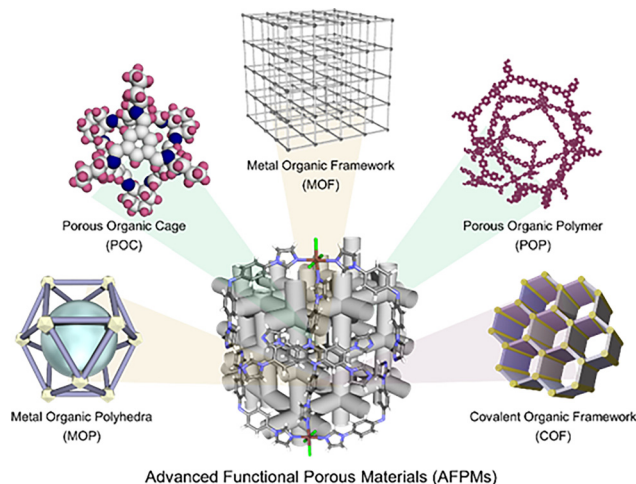 Metal Organic Framework
(MOF)
Porous Organic Cage
(POC)
Porous Organic Polymer
(POP)
Metal Organic Polyhedra
(MOP)
Covalent Organic Framework
(COF)
Advanced Functional Porous Materials (AFPMs)